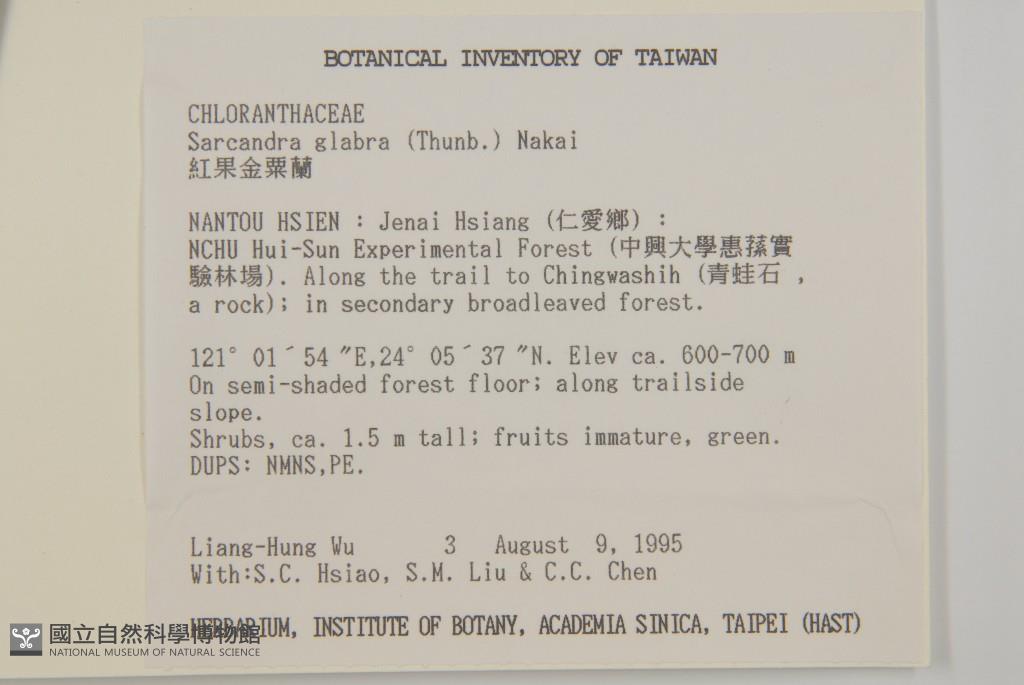 BOTANICAL INVENTORY OF TAIWAN
CHLORANTHACEAE
Sarcandra glabra (Thunb.) Nakai
紅果金粟蘭
NANTOU HSIEN : Jenai Hsiang (仁愛鄉) :
NCHU Hui-Sun Experimental Forest (中興大學惠蓀實
驗林場). Along the trail to Chingwashih (青蛙石 ,
a rock); in secondary broadleaved forest.
121° 01´54 ″E,24° 05´37 ″N. Elev ca. 600-700 m
On semi-shaded forest floor; along trailside
slope.
Shrubs, ca. 1.5 m tall; fruits immature, green.
DUPS: NMNS,PE.
Liang-Hung Wu 3 August 9, 1995
With:S.C. Hsiao, S.M. Liu & C.C. Chen
HERBARIUM, INSTITUTE OF BOTANY, ACADEMIA SINICA, TAIPEI (HAST)
國立自然科學博物館
NATIONAL MUSEUM OF NATURAL SCIENCE